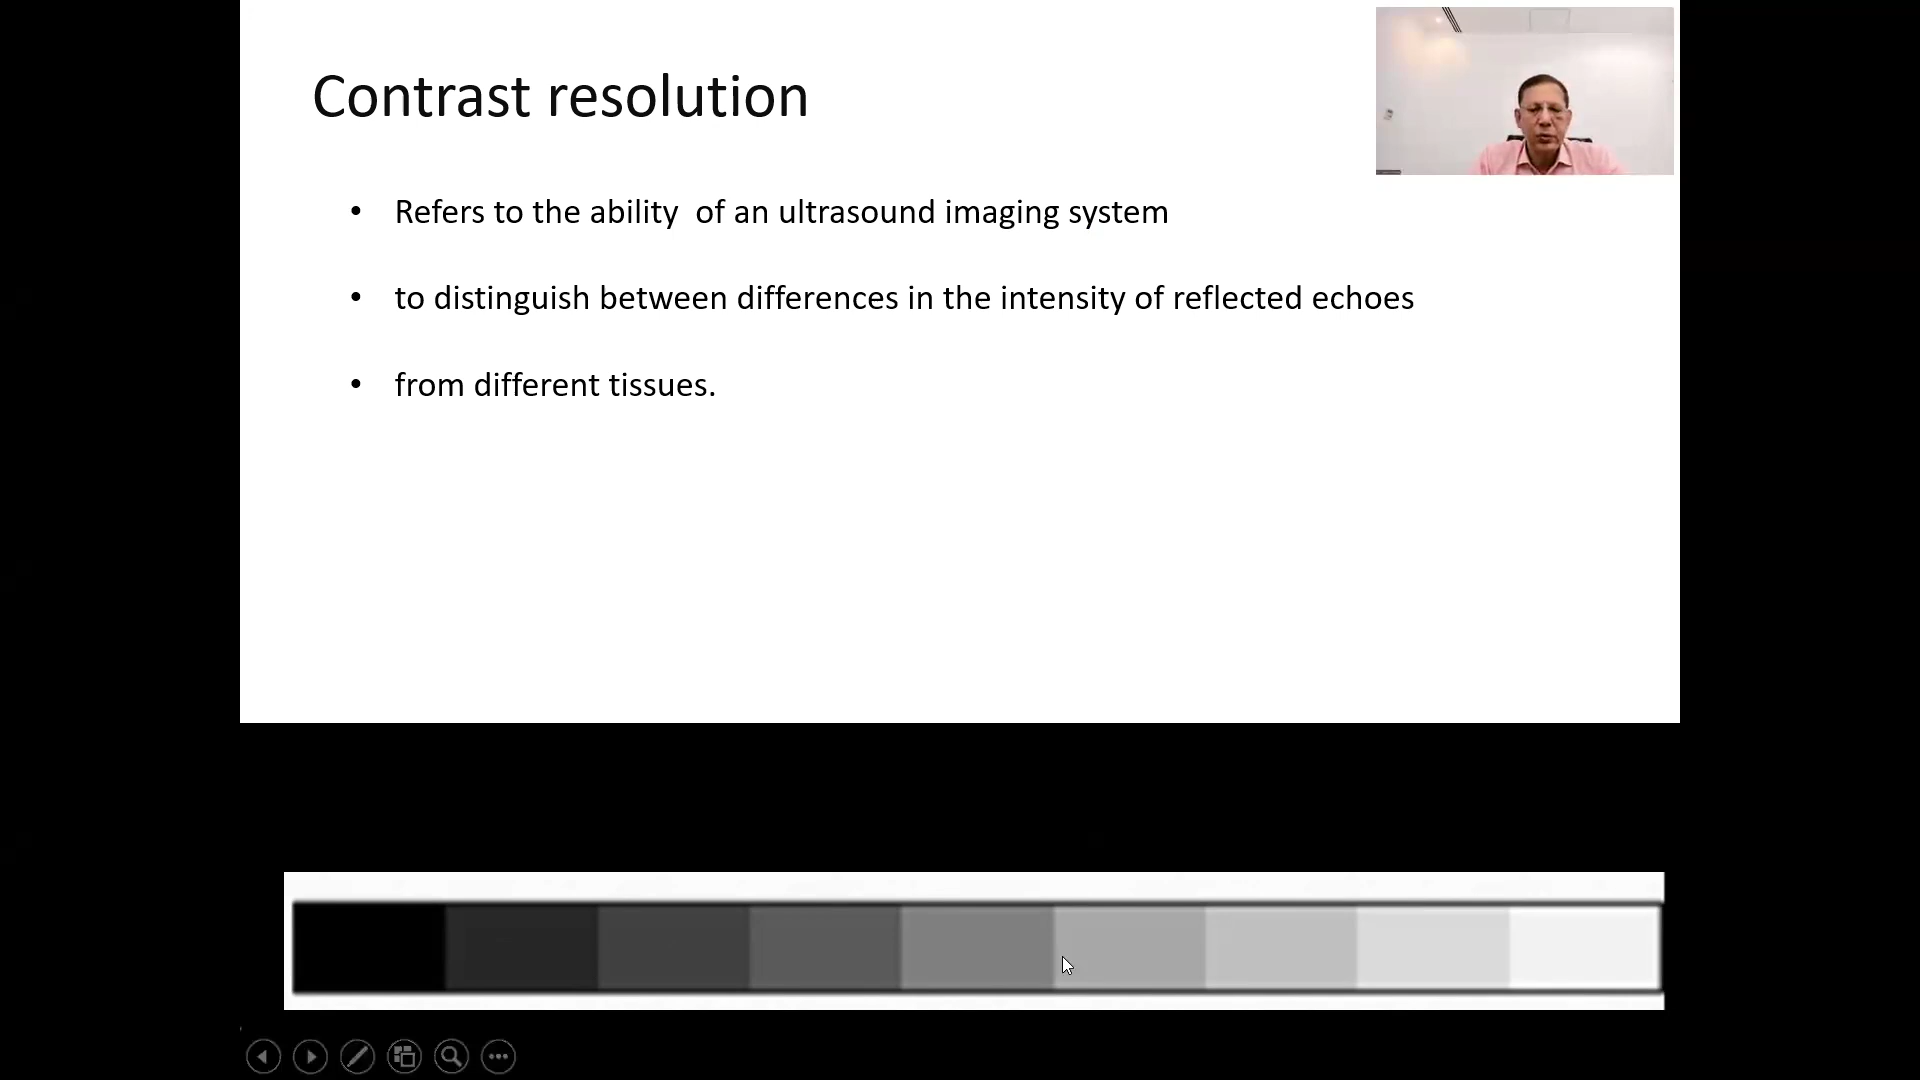 Contrast resolution
• Refers to the ability  of an ultrasound imaging system
• to distinguish between differences in the intensity of reflected echoes
• from different tissues.